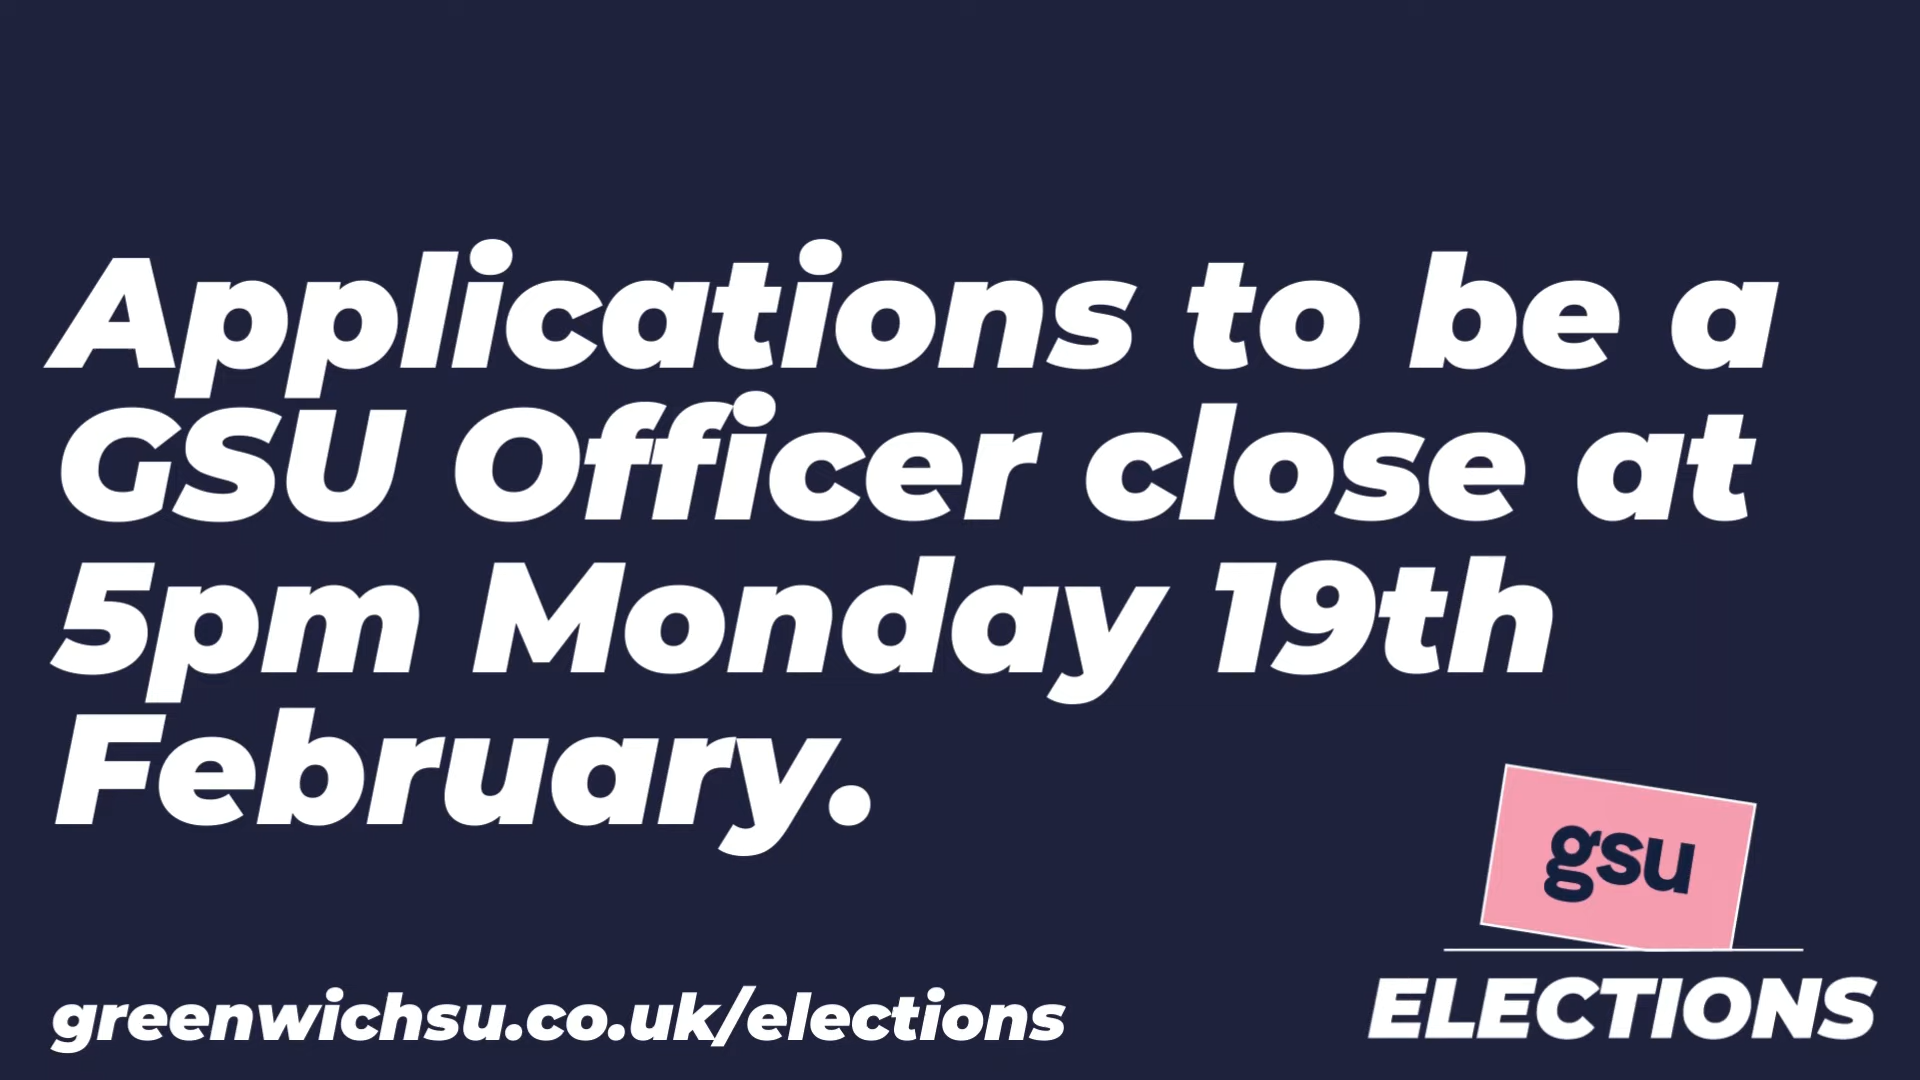 Applications to be a
GSU Officer close at
5pm Monday 19th
February.
gsu
greenwichsu.co.uk/elections
ELECTIONS